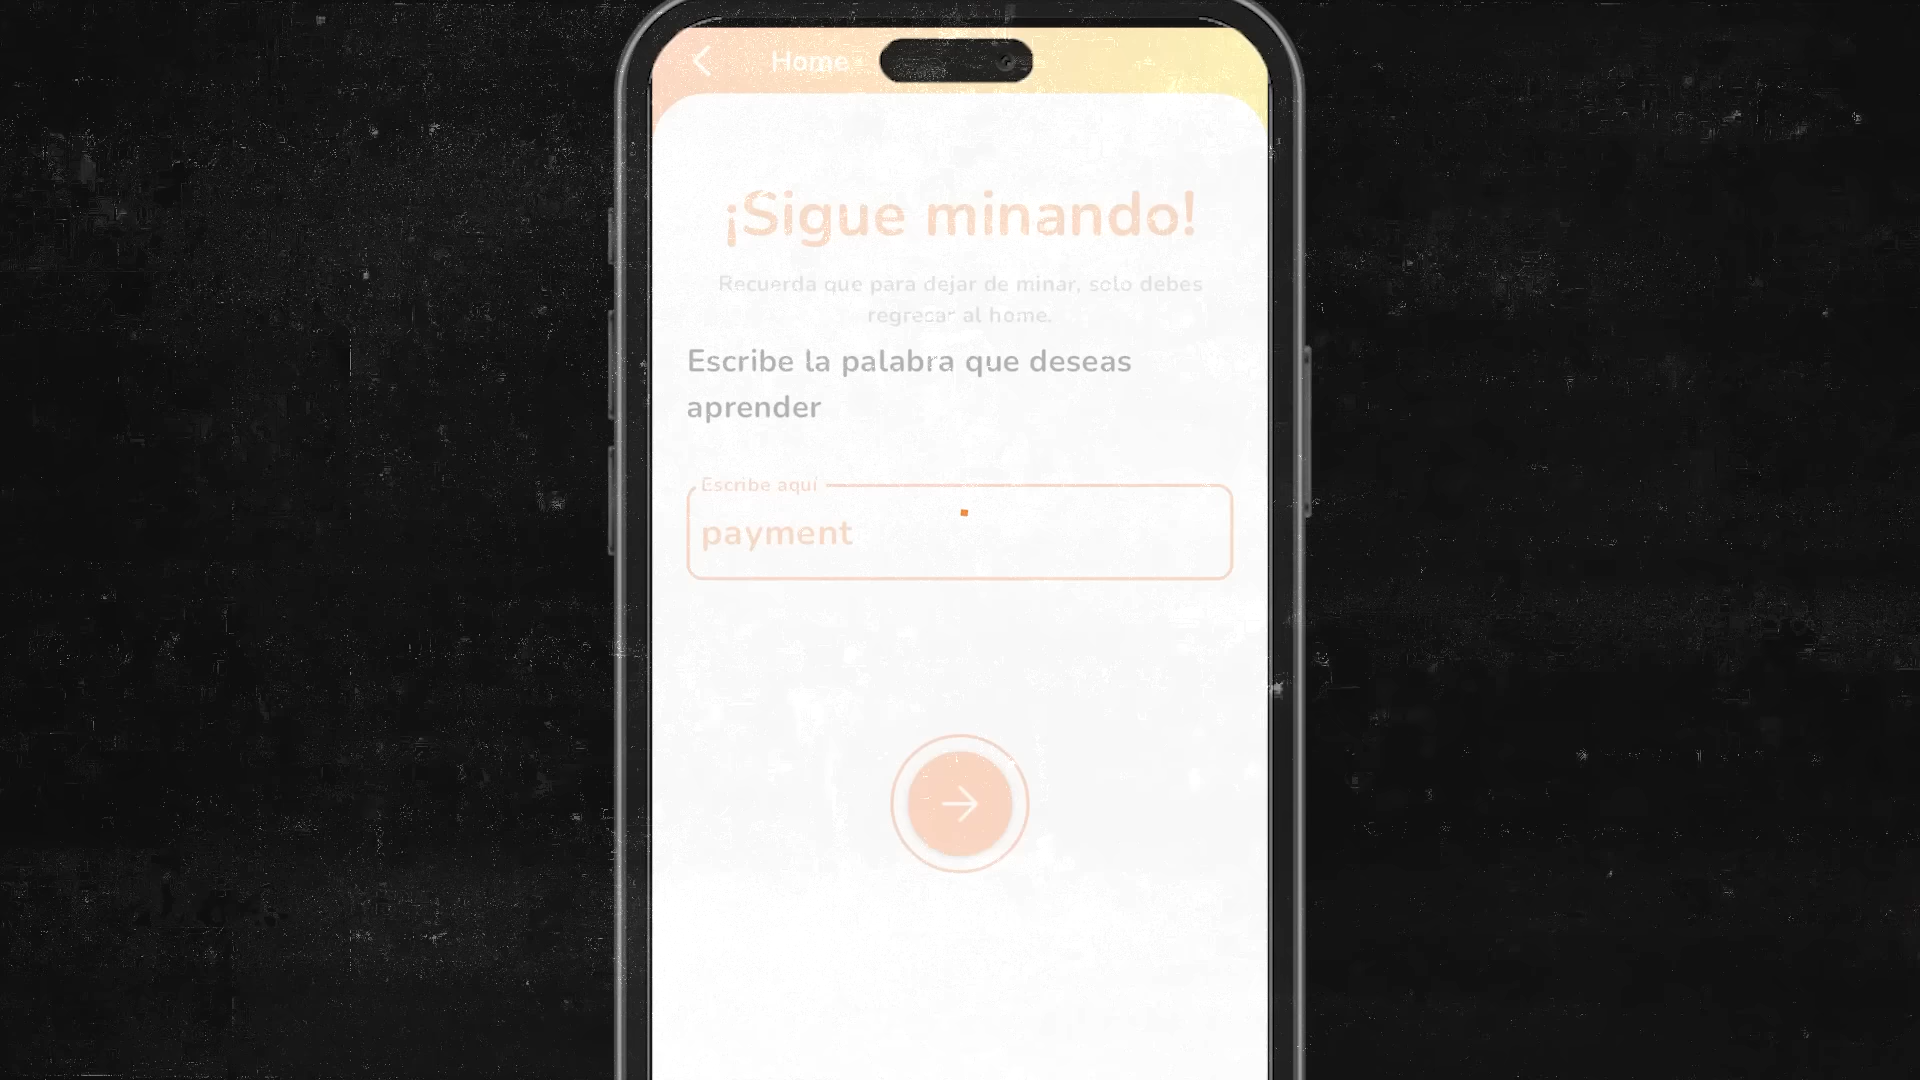 Home
¡Sigue minando!
Recuerda que para dejar de minar, solo debes
regresar al home.
Escribe la palabra que deseas
aprender
Escribe aquí
payment